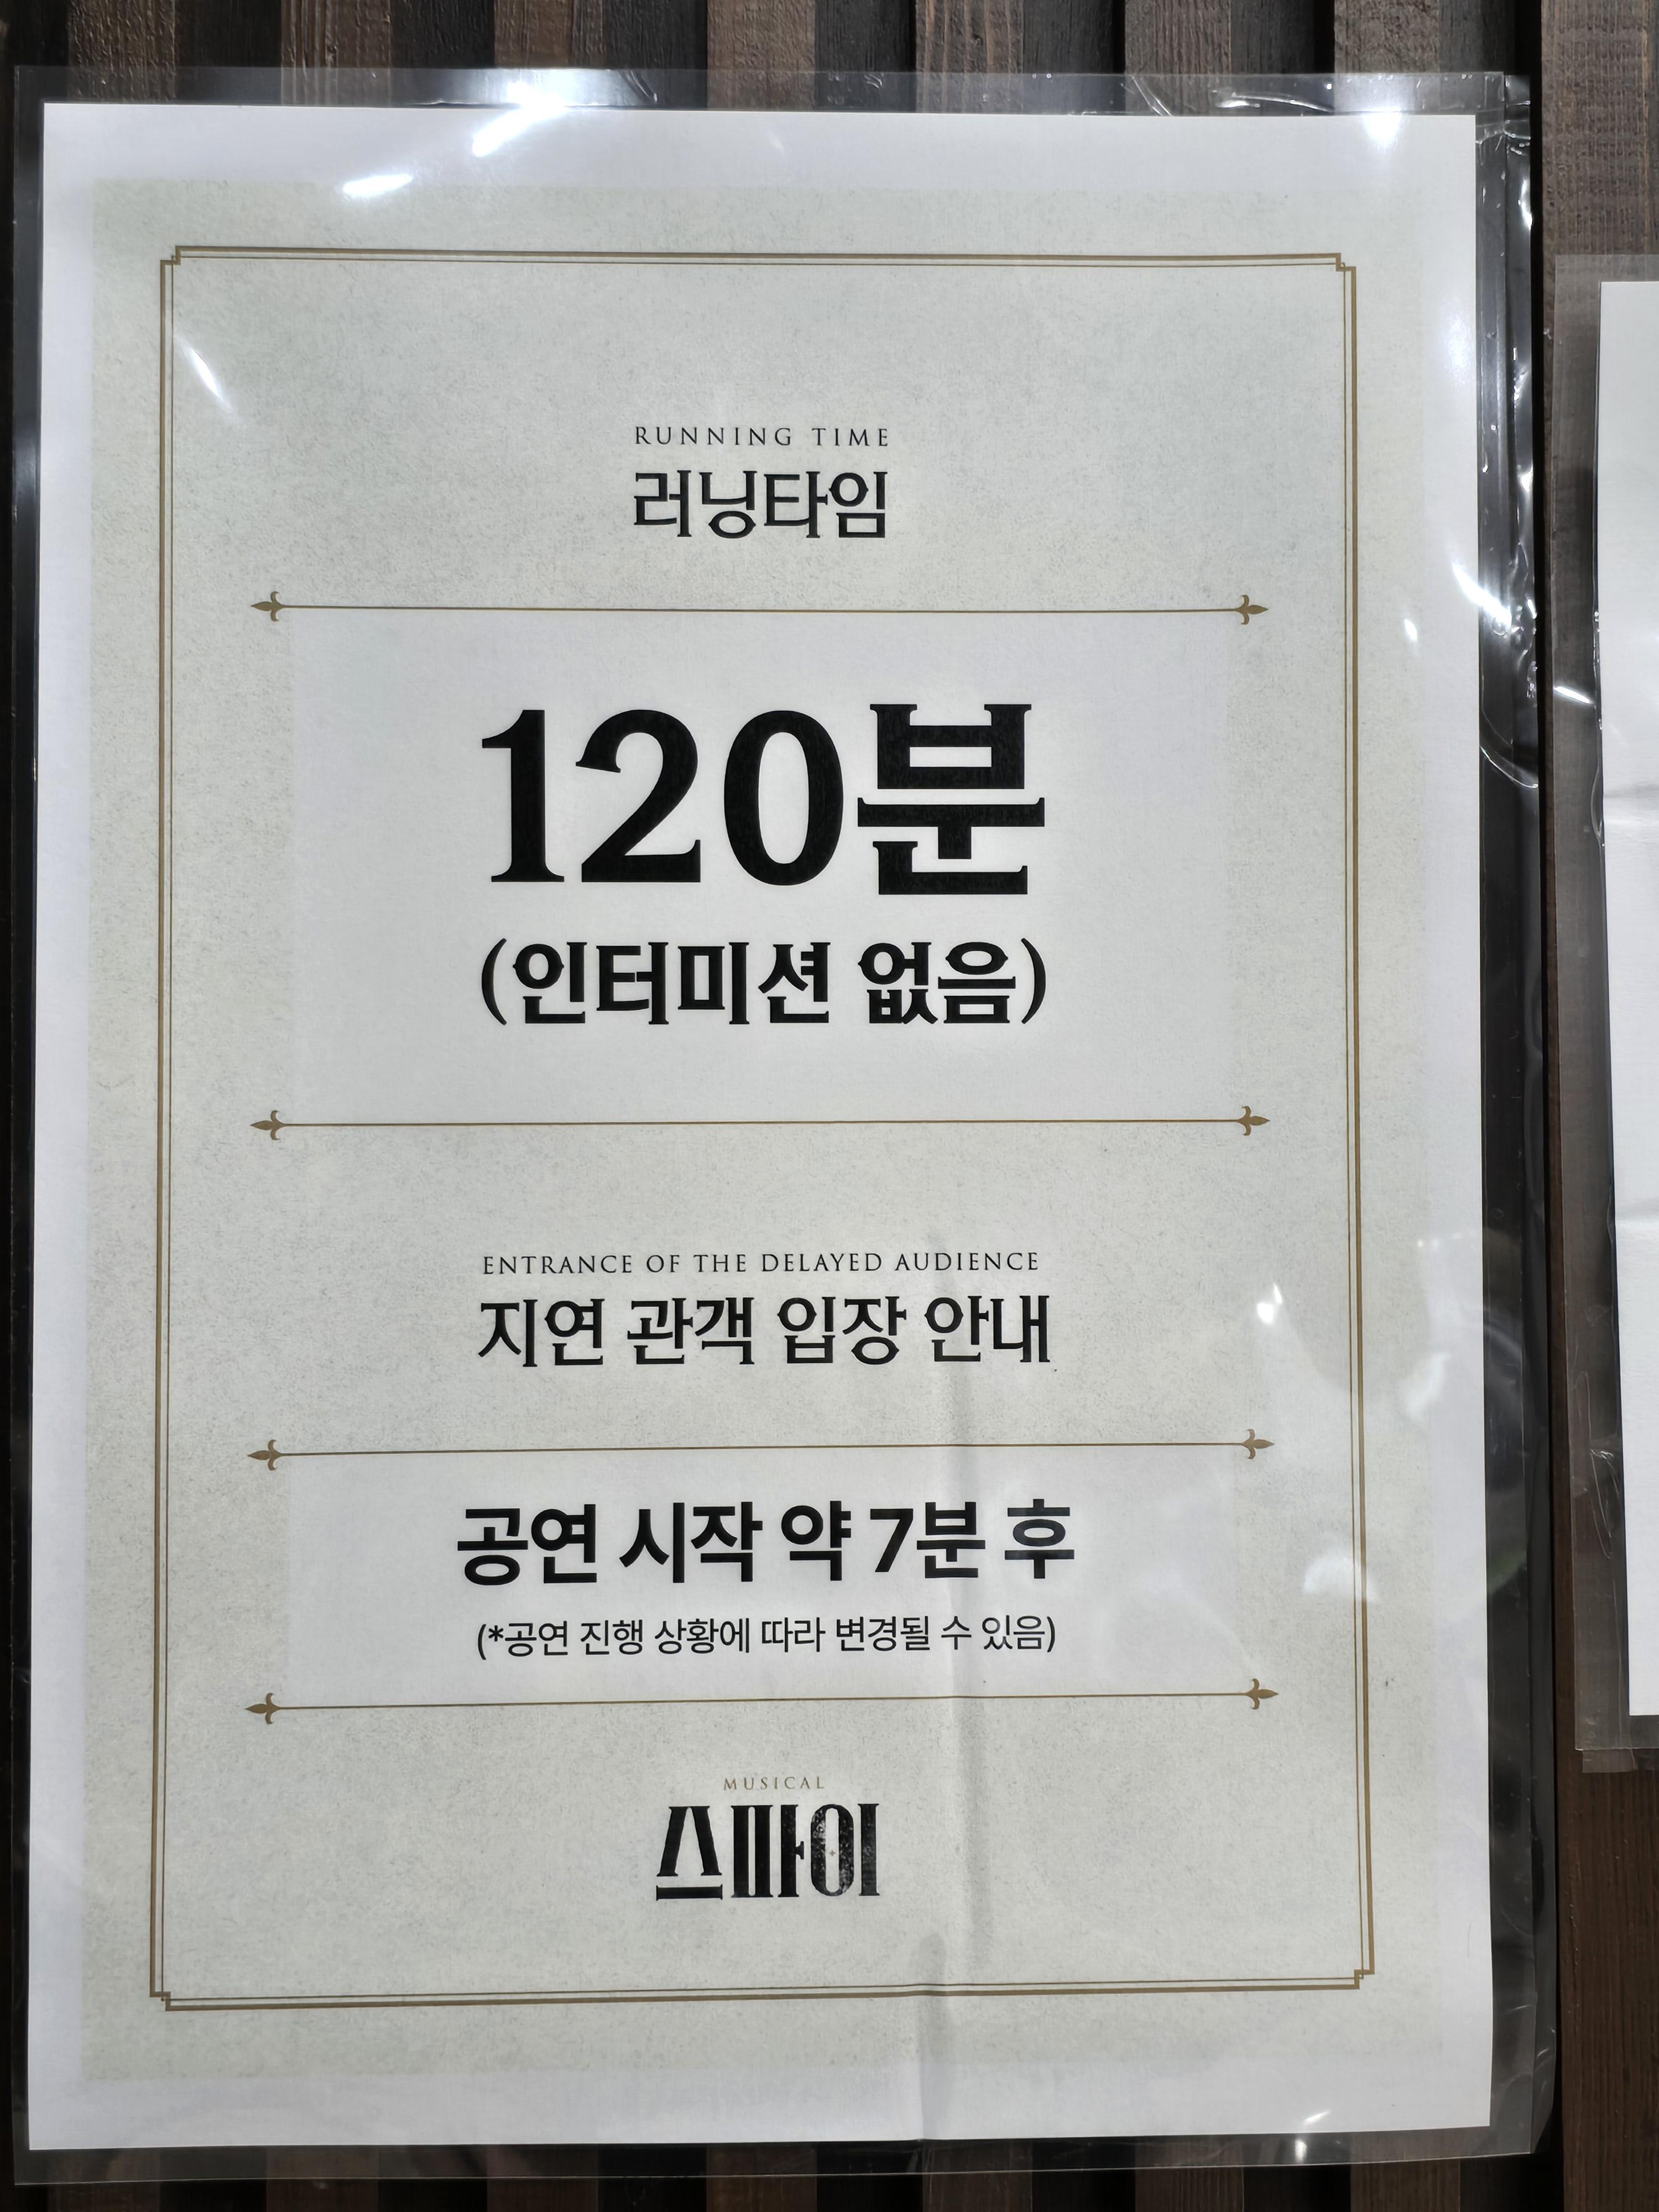 RUNNING TIME
러닝타임
120분
(인터미션 없음)
ENTRANCE OF THE DELAYED AUDIENCE
지연 관객 입장 안내
공연 시작 약 7분 후
(*공연 진행 상황에 따라 변경될 수 있음)
MUSICAL
스파이